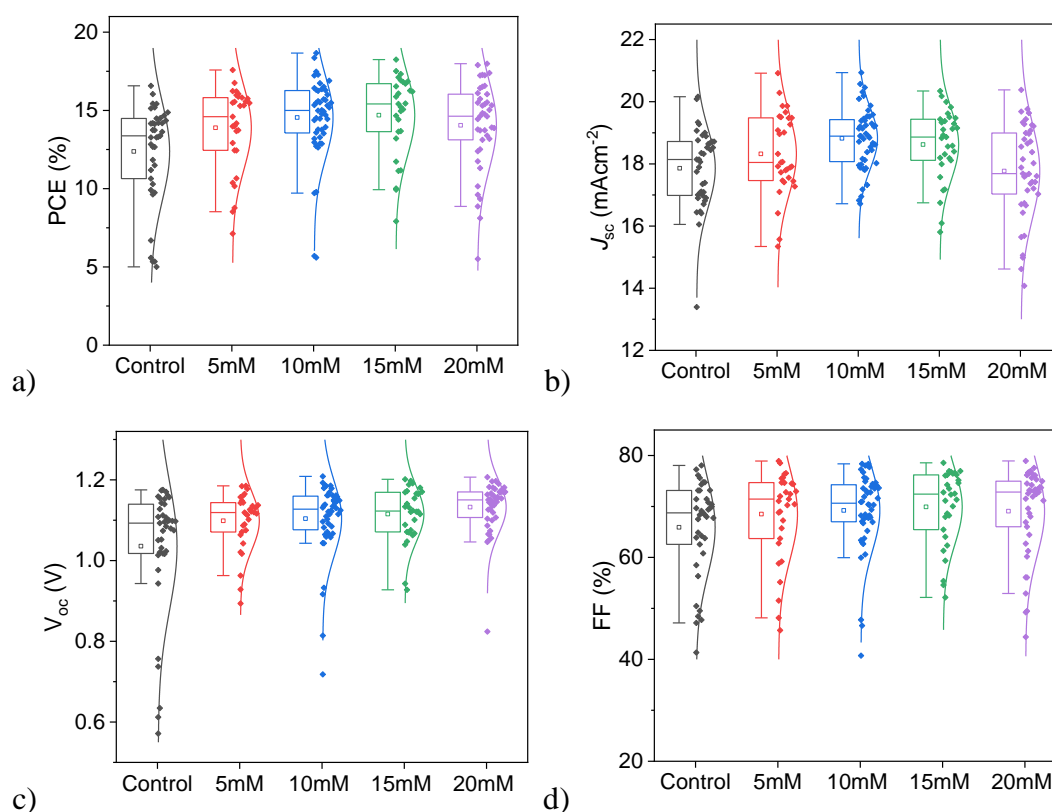 PCE (%)
20
15
10
5
0
Control 5mM 10mM 15mM 20mM
a)
Jsc (mAcm-2)
22
20
18
16
14
12
Control 5mM 10mM 15mM 20mM
b)
Voc (V)
1.2
1.0
0.8
0.6
Control 5mM 10mM 15mM 20mM
c)
FF (%)
80
60
40
20
Control 5mM 10mM 15mM 20mM
d)